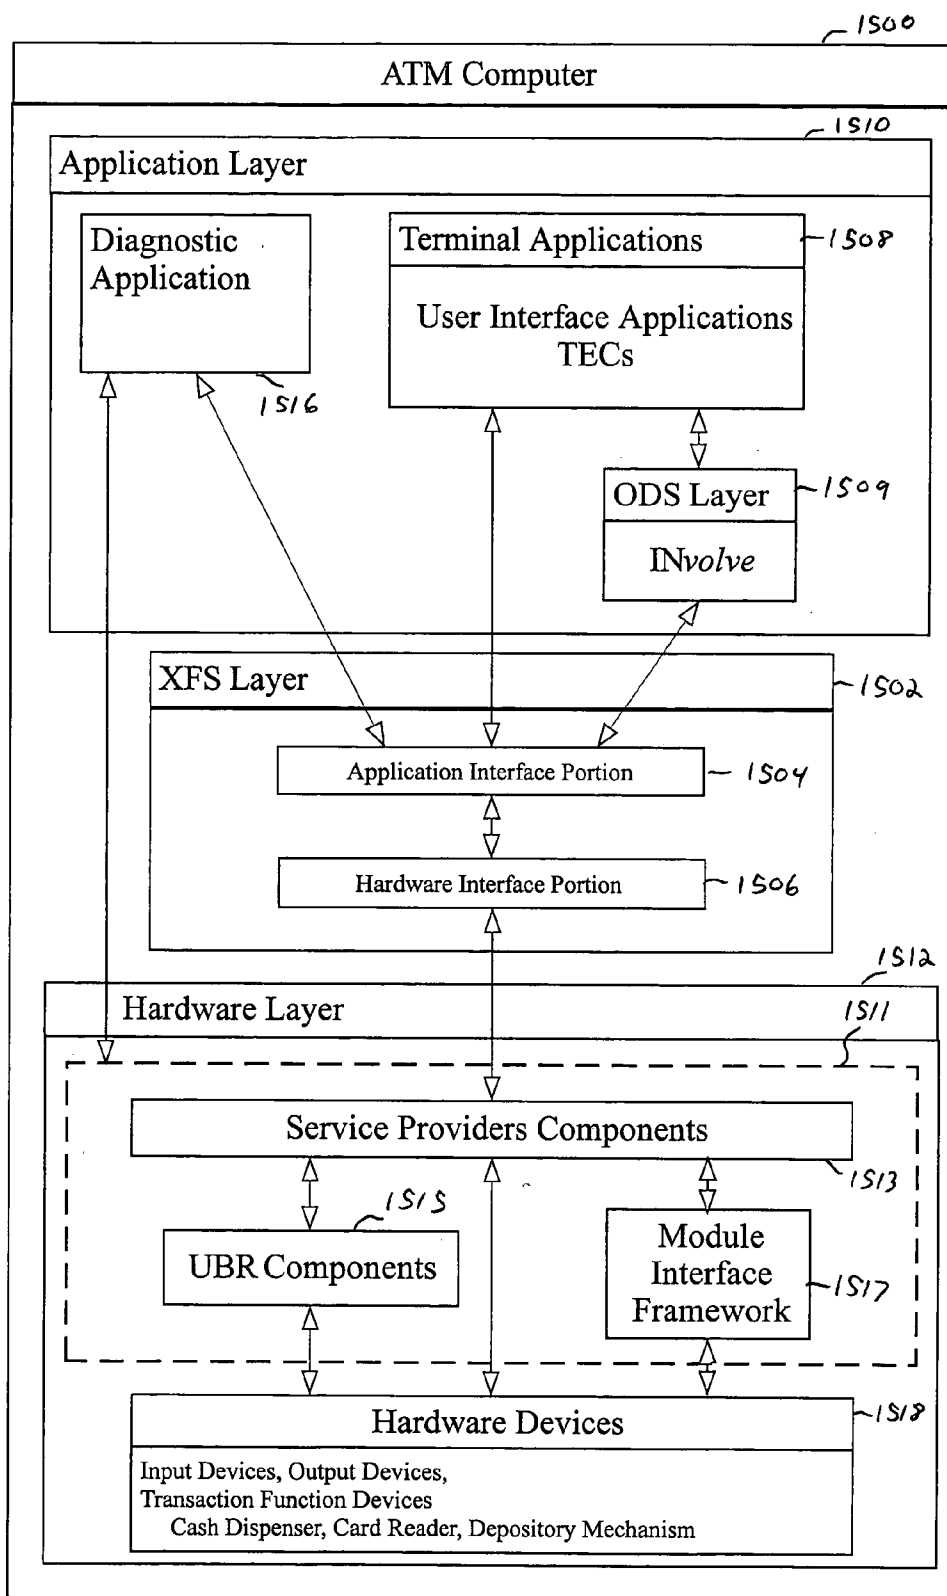 1500
ATM Computer
1510
Application Layer
Diagnostic
Application
1516
Terminal Applications
1508
User Interface Applications
TECs
ODS Layer
1509
INvolve
XFS Layer
1502
Application Interface Portion
1504
Hardware Interface Portion
1506
1512
Hardware Layer
1511
Service Providers Components
1513
1515
UBR Components
Module
Interface
Framework
1517
Hardware Devices
1518
Input Devices, Output Devices,
Transaction Function Devices
Cash Dispenser, Card Reader, Depository Mechanism